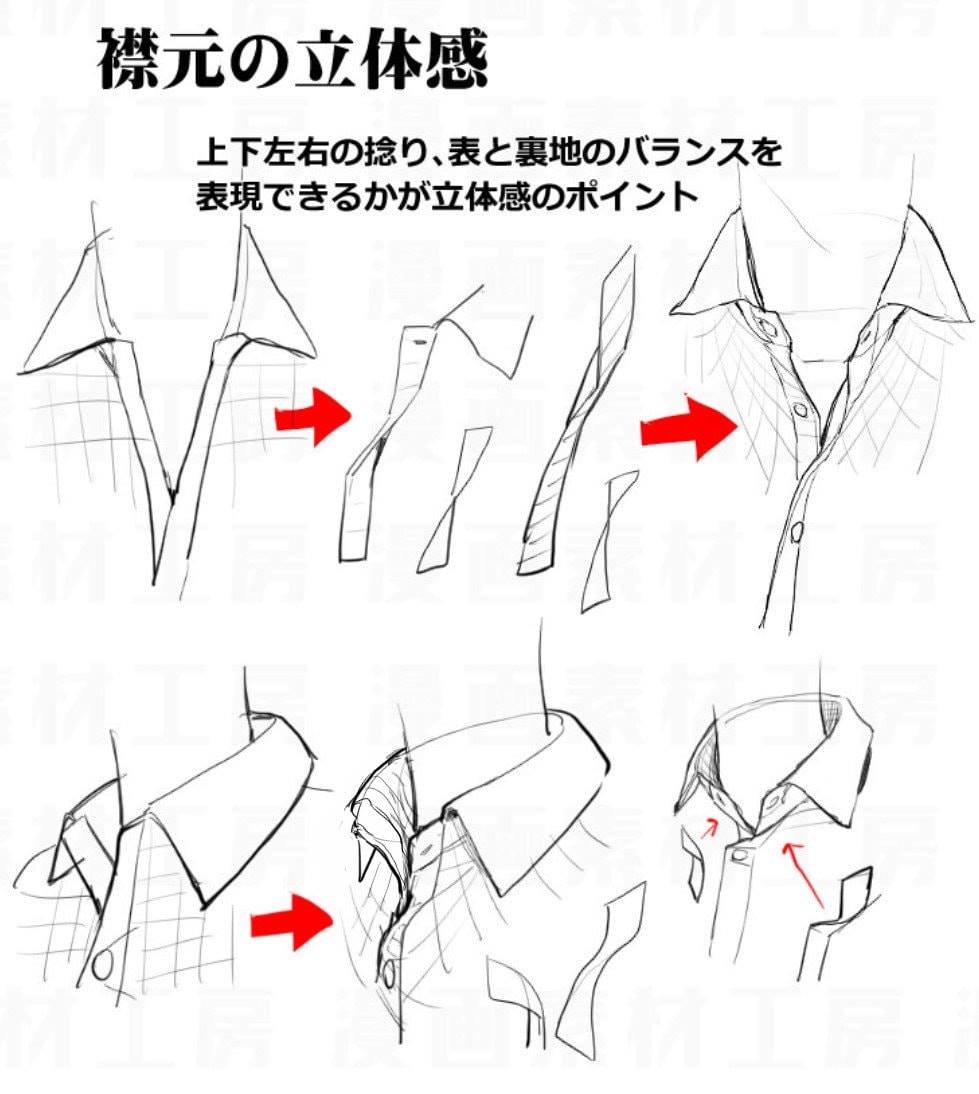 襟元の立体感
上下左右の捻り、表と裏地のバランスを
表現できるかが立体感のポイント
漫画素材工房